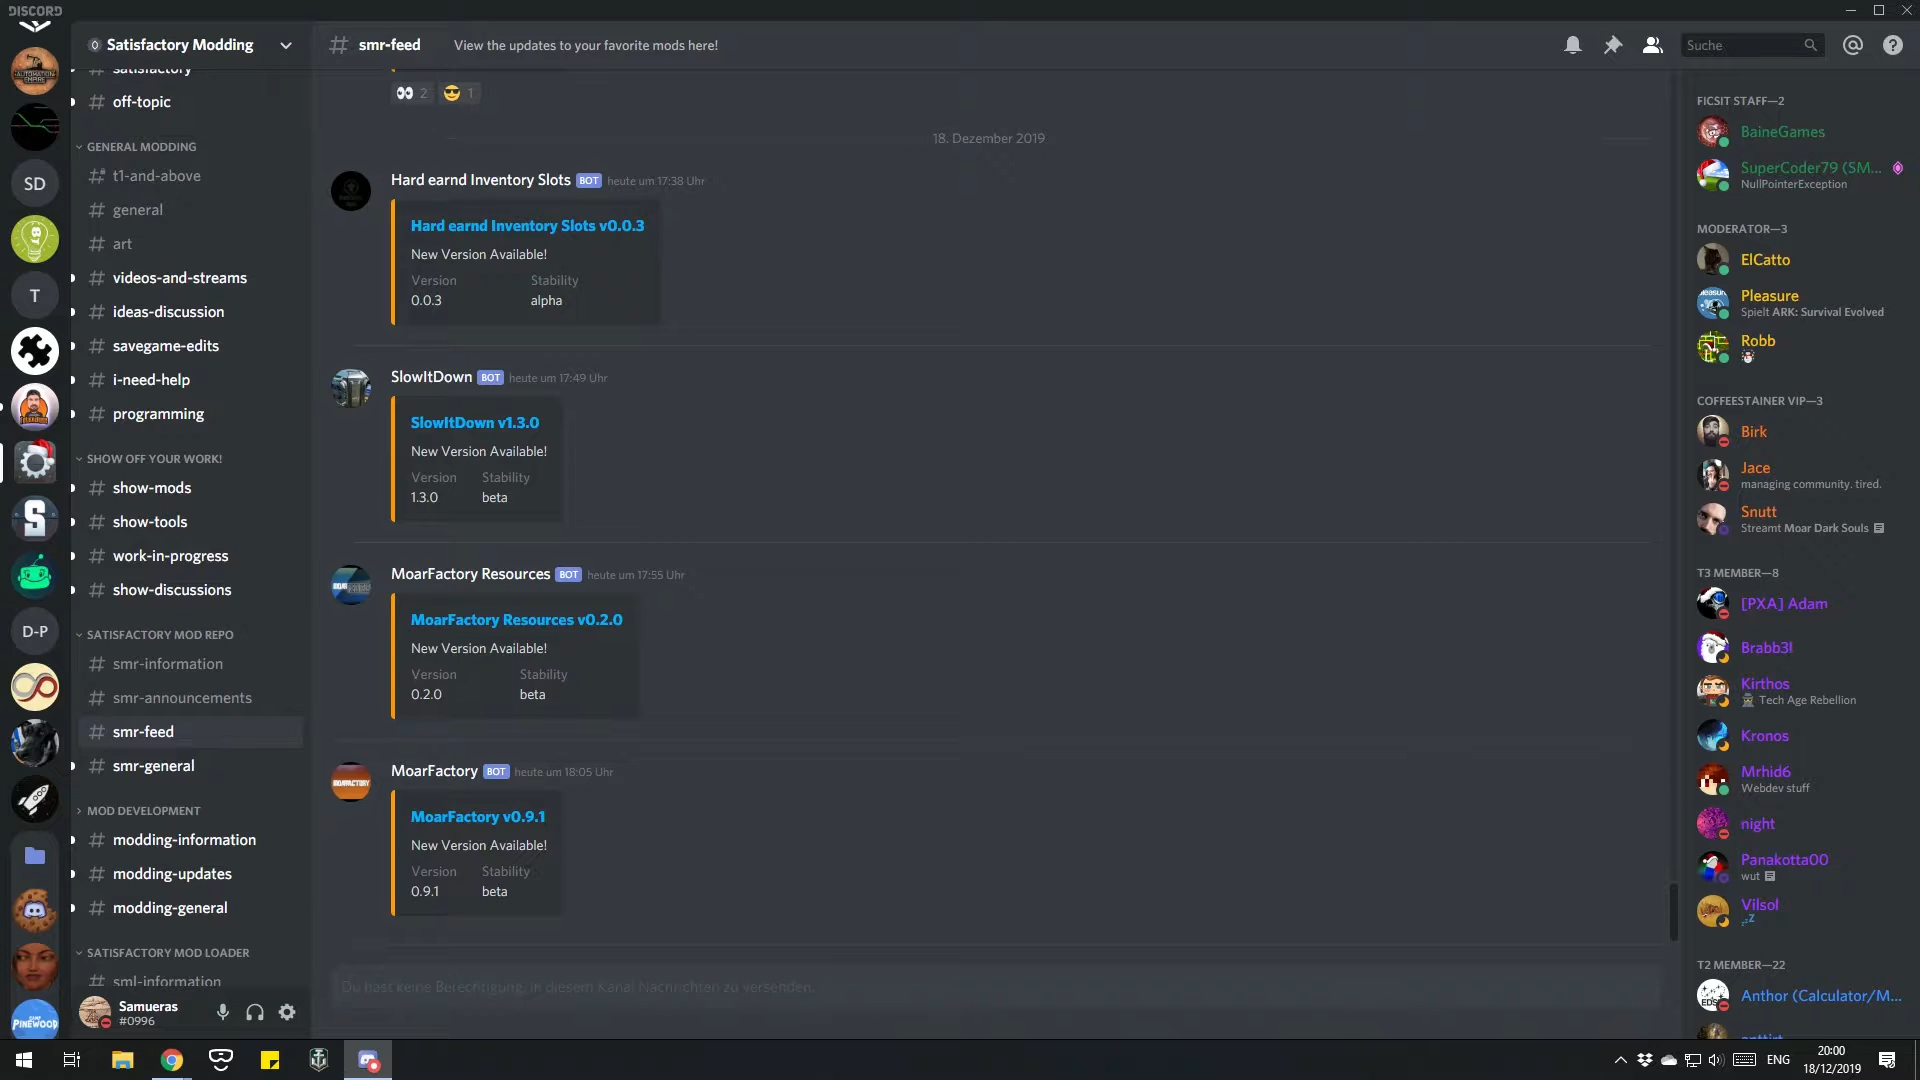 DISCORD
Satisfactory Modding
smr-feed
View the updates to your favorite mods here!
Suche
satisfactory
off-topic
GENERAL MODDING
t1-and-above
general
art
videos-and-streams
ideas-discussion
savegame-edits
i-need-help
programming
SHOW OFF YOUR WORK!
show-mods
show-tools
work-in-progress
show-discussions
SATISFACTORY MOD REPO
smr-information
smr-announcements
smr-feed
smr-general
MOD DEVELOPMENT
modding-information
modding-updates
modding-general
SATISFACTORY MOD LOADER
sml-information
Samueras
#0996
SD
T
D-P
PINEWOOD
2
1
18. Dezember 2019
Hard earnd Inventory Slots BOT heute um 17:38 Uhr
Hard earnd Inventory Slots v0.0.3
New Version Available!
Version Stability
0.0.3 alpha
SlowItDown BOT heute um 17:49 Uhr
SlowItDown v1.3.0
New Version Available!
Version Stability
1.3.0 beta
MoarFactory Resources BOT heute um 17:55 Uhr
MoarFactory Resources v0.2.0
New Version Available!
Version Stability
0.2.0 beta
MoarFactory BOT heute um 18:05 Uhr
MoarFactory v0.9.1
New Version Available!
Version Stability
0.9.1 beta
Du hast keine Berechtigung, in diesem Kanal Nachrichten zu versenden.
FICSIT STAFF—2
BaineGames
SuperCoder79 (SM...
NullPointerException
MODERATOR—3
ElCatto
Pleasure
Spielt ARK: Survival Evolved
Robb
COFFEESTAINER VIP—3
Birk
Jace
managing community. tired.
Snutt
Streamt Moar Dark Souls
T3 MEMBER—8
[PXA] Adam
Brabb3l
Kirthos
Tech Age Rebellion
Kronos
Mrhid6
Webdev stuff
night
Panakotta00
wut
Vilsol
T2 MEMBER—22
Anthor (Calculator/M...
ENG
20:00
18/12/2019